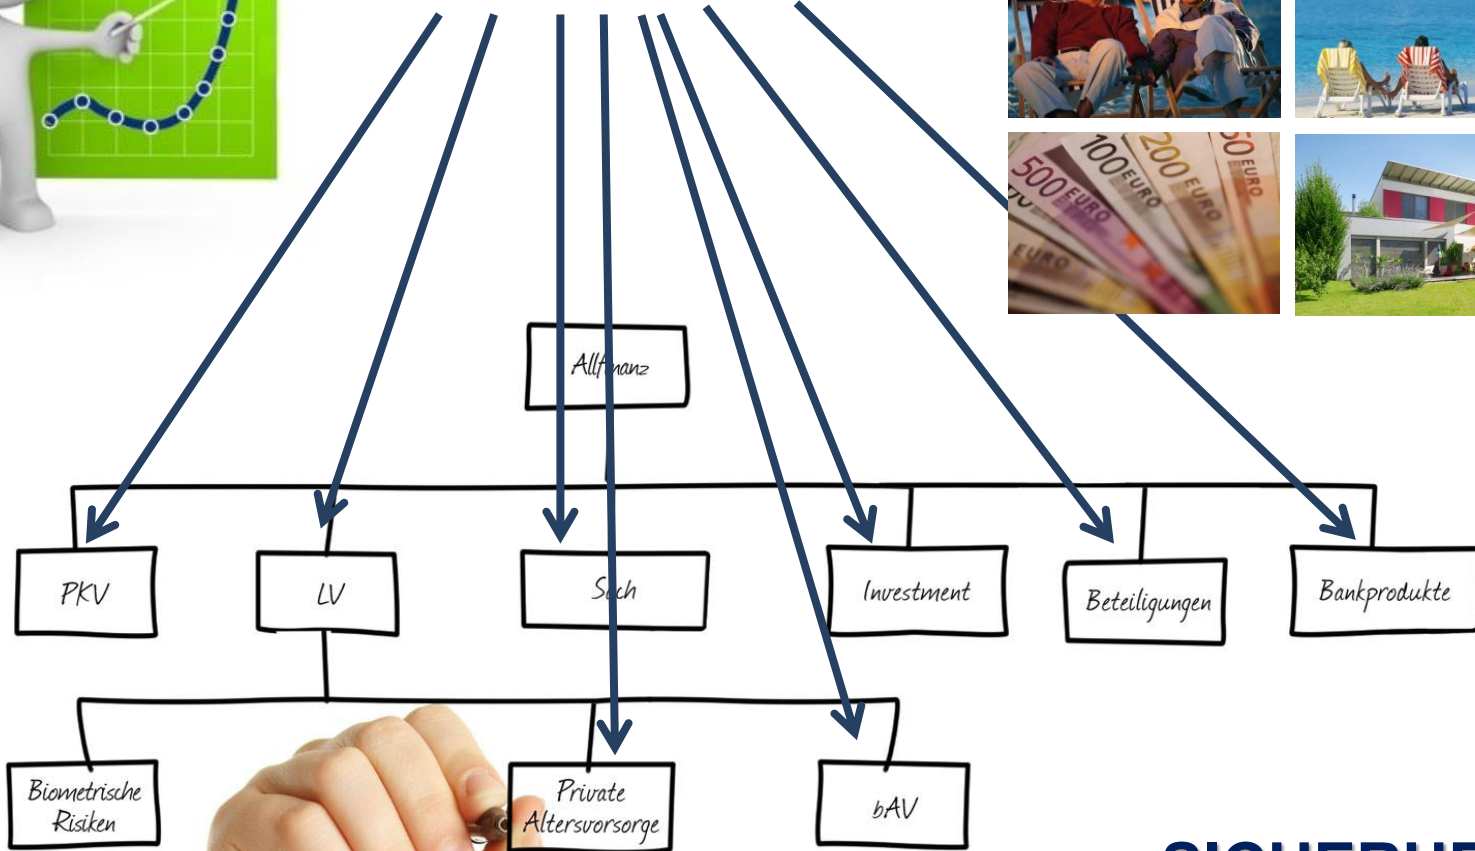 500 EURO
100 EURO
200 EURO
50 EURO
EURO
Allfinanz
PKV
LV
Sach
Investment
Beteiligungen
Bankprodukte
Biometrische
Risiken
Private
Altersvorsorge
bAV